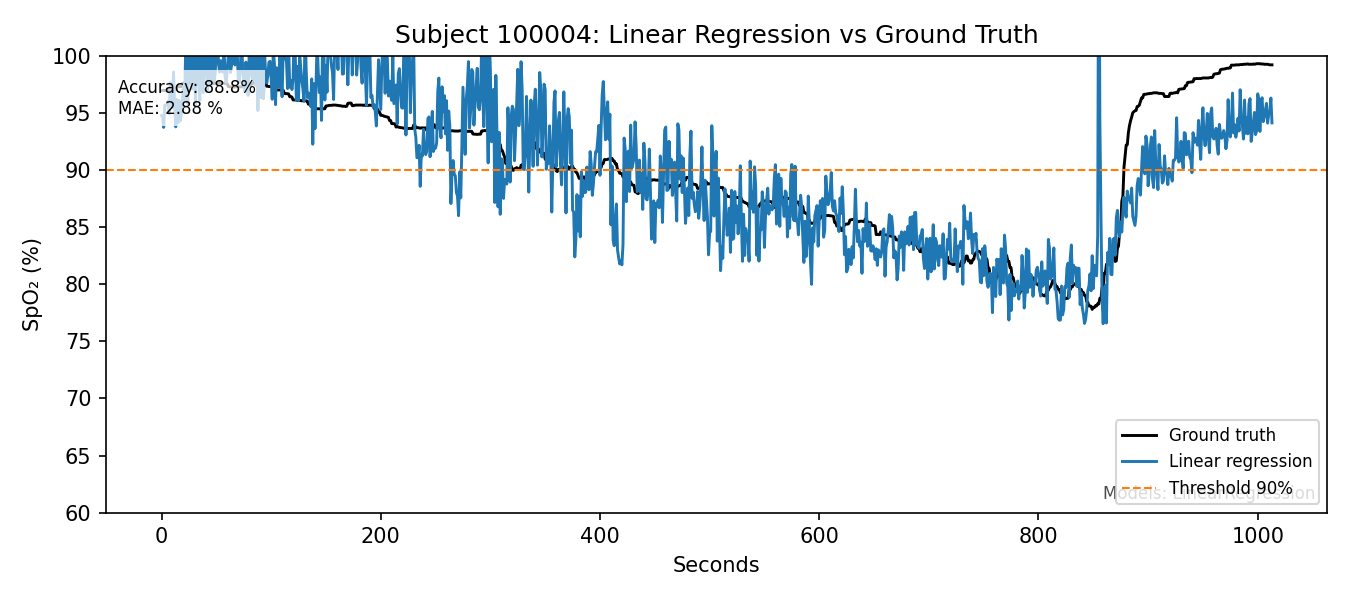 Subject 100004: Linear Regression vs Ground Truth
100
95
90
85
80
75
70
65
60
SpO₂ (%)
Accuracy: 88.8%
MAE: 2.88 %
Ground truth
Linear regression
Threshold 90%
Models: LinearRegression
0 200 400 600 800 1000
Seconds